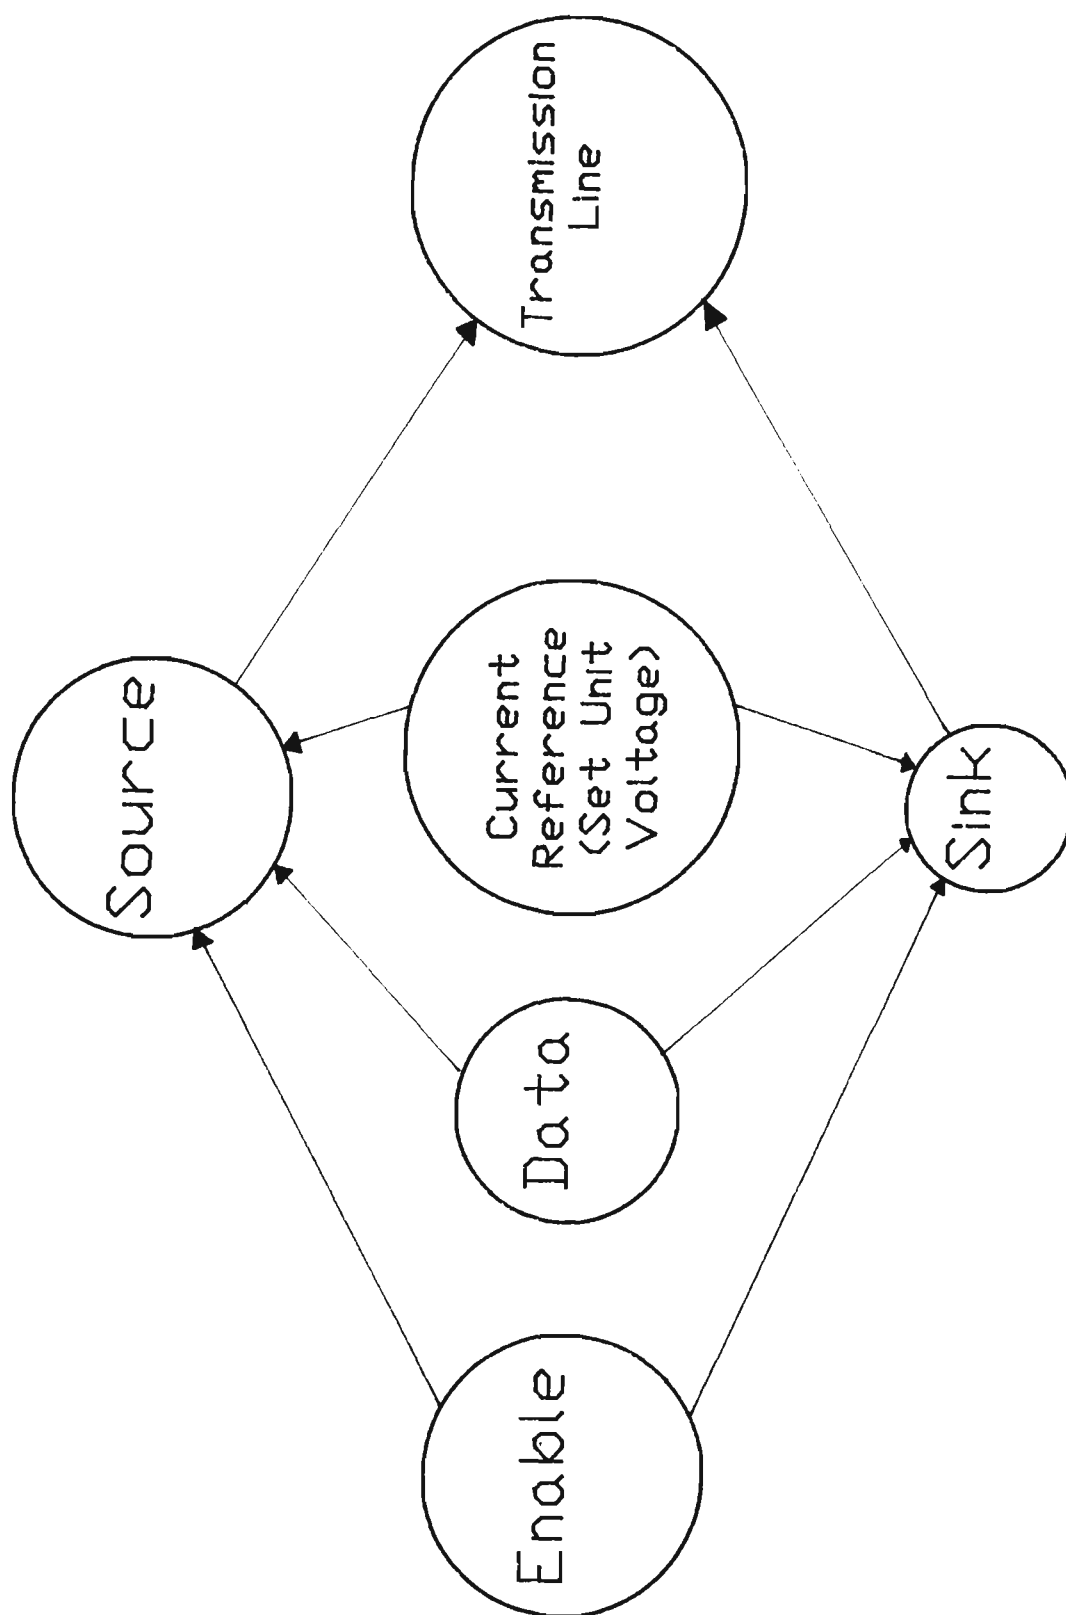 Source
Enable
Data
Current
Reference
(Set Unit
Voltage)
Transmission
Line
Sink